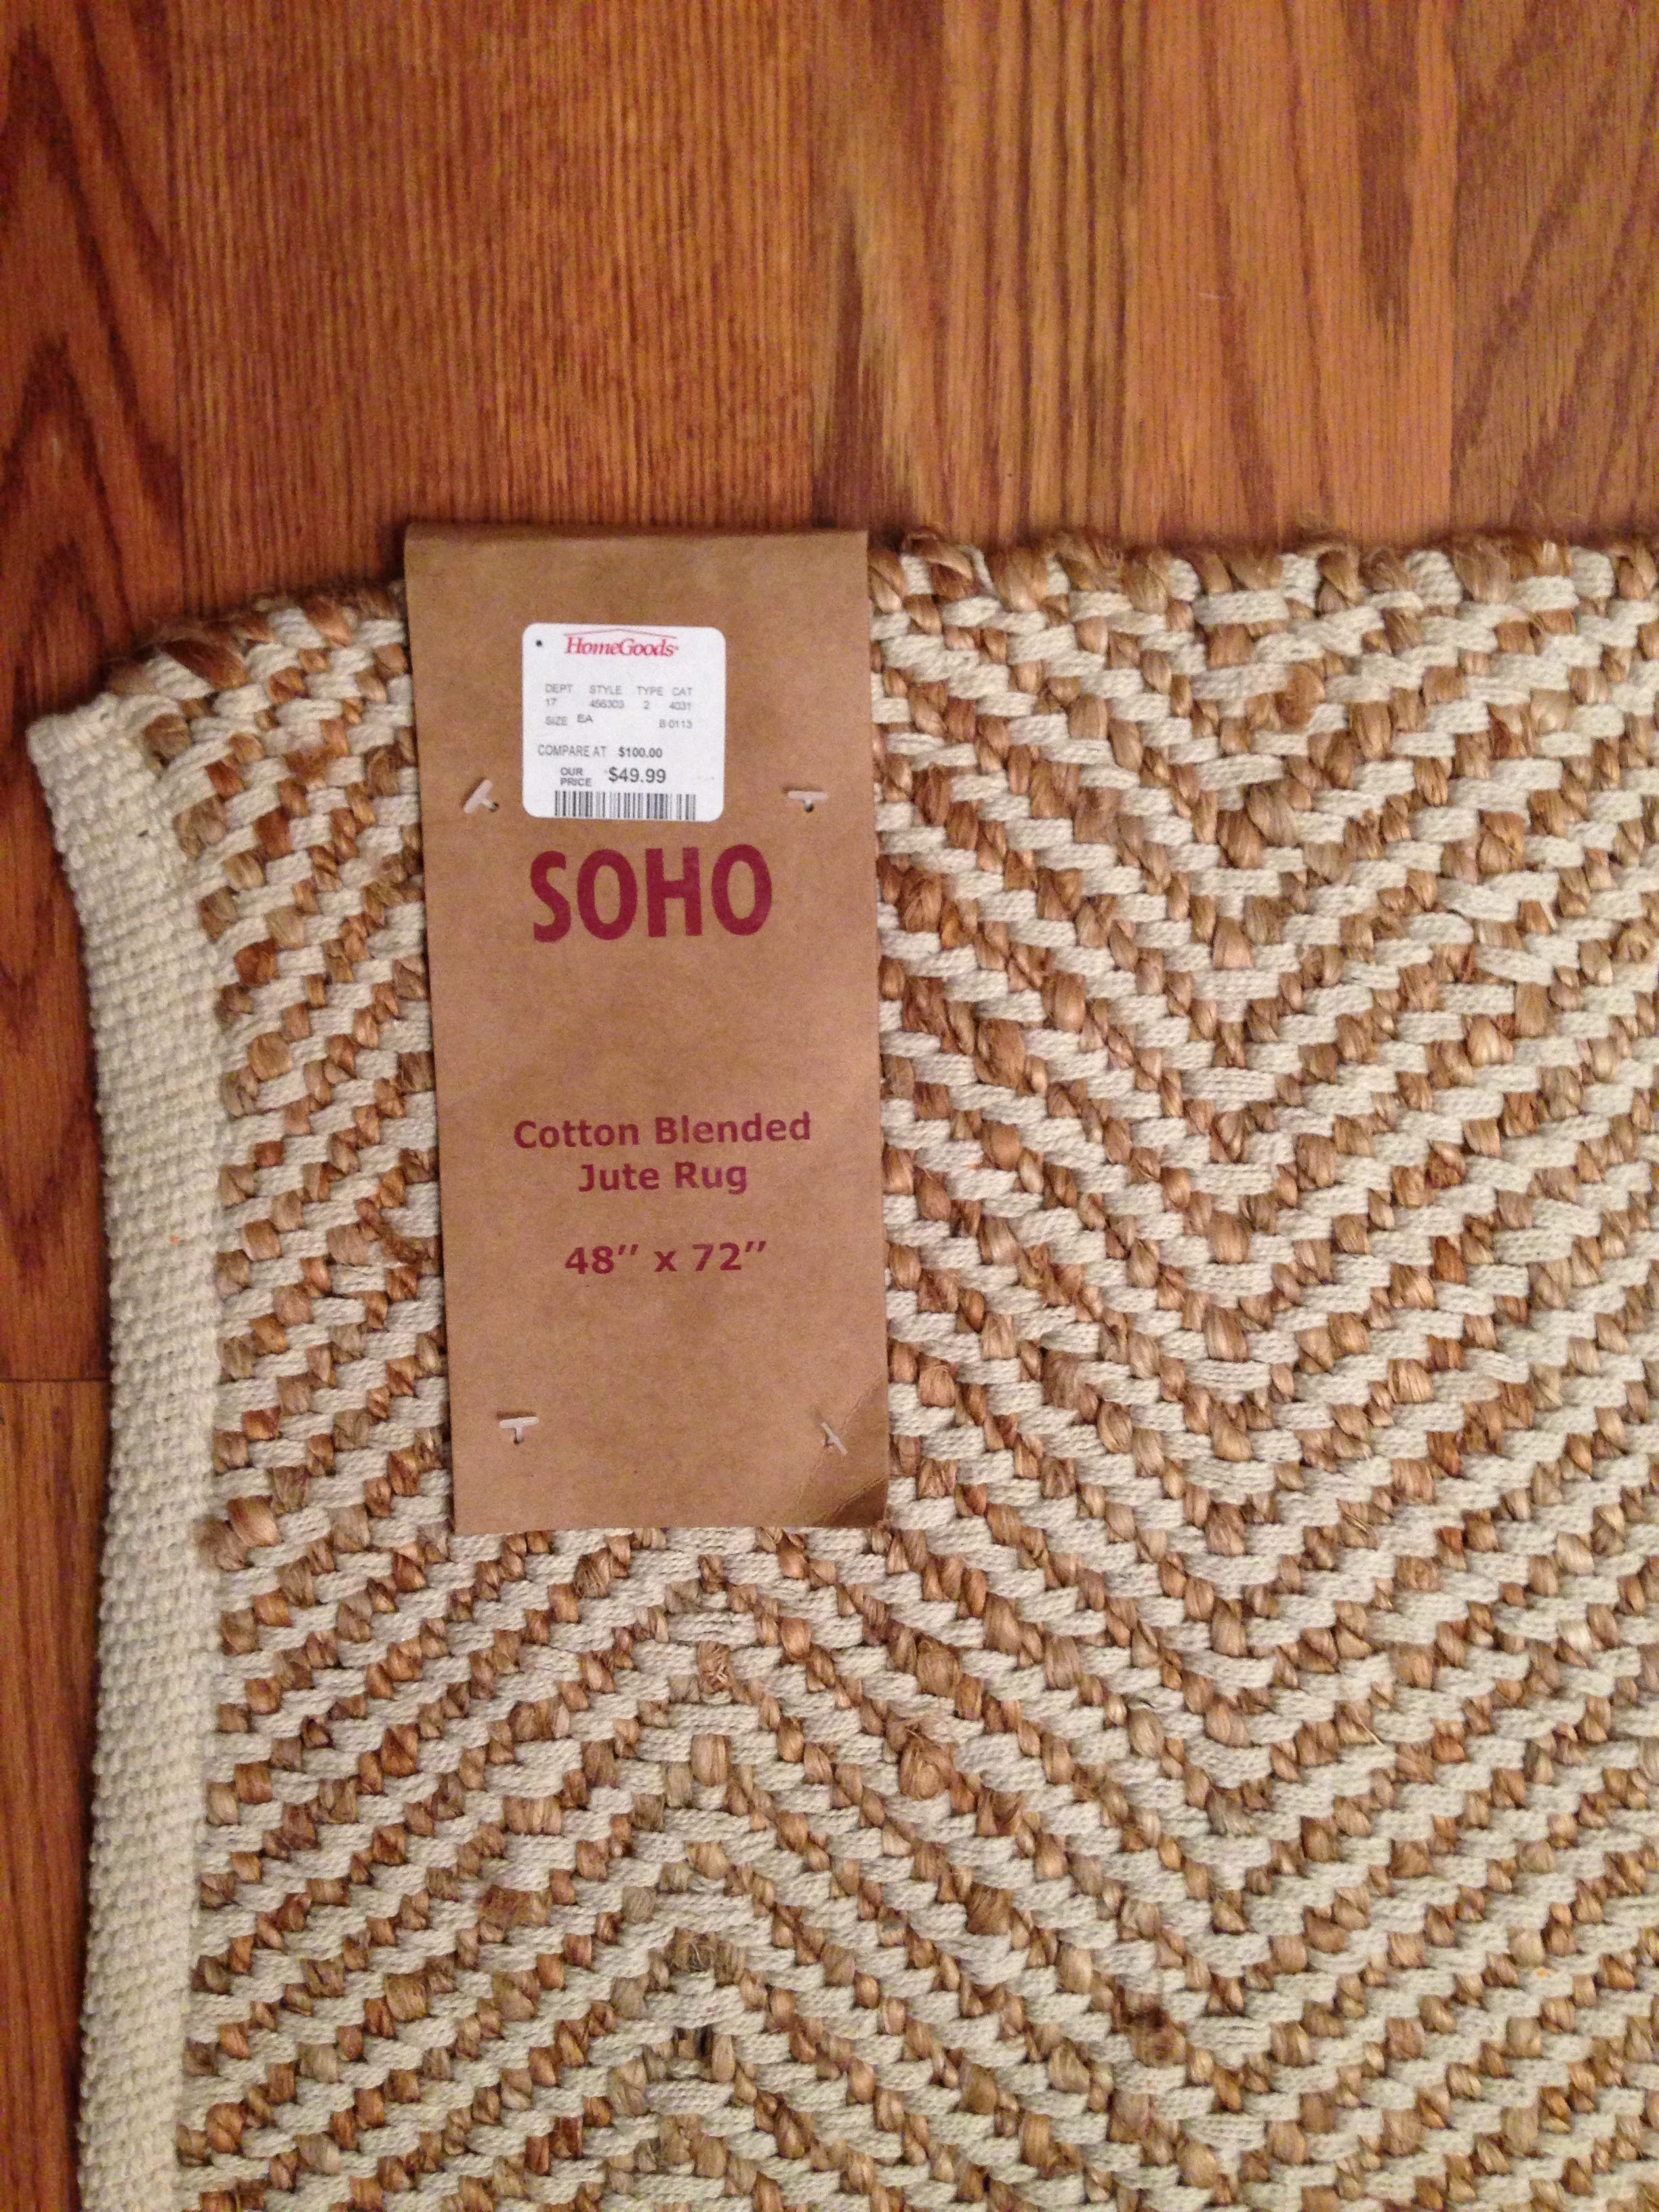 HomeGoods
DEPT STYLE TYPE CAT
17 456303 2 4031
SIZE EA B 0113
COMPARE AT $100.00
OUR PRICE $49.99
SOHO
Cotton Blended
Jute Rug
48" x 72"